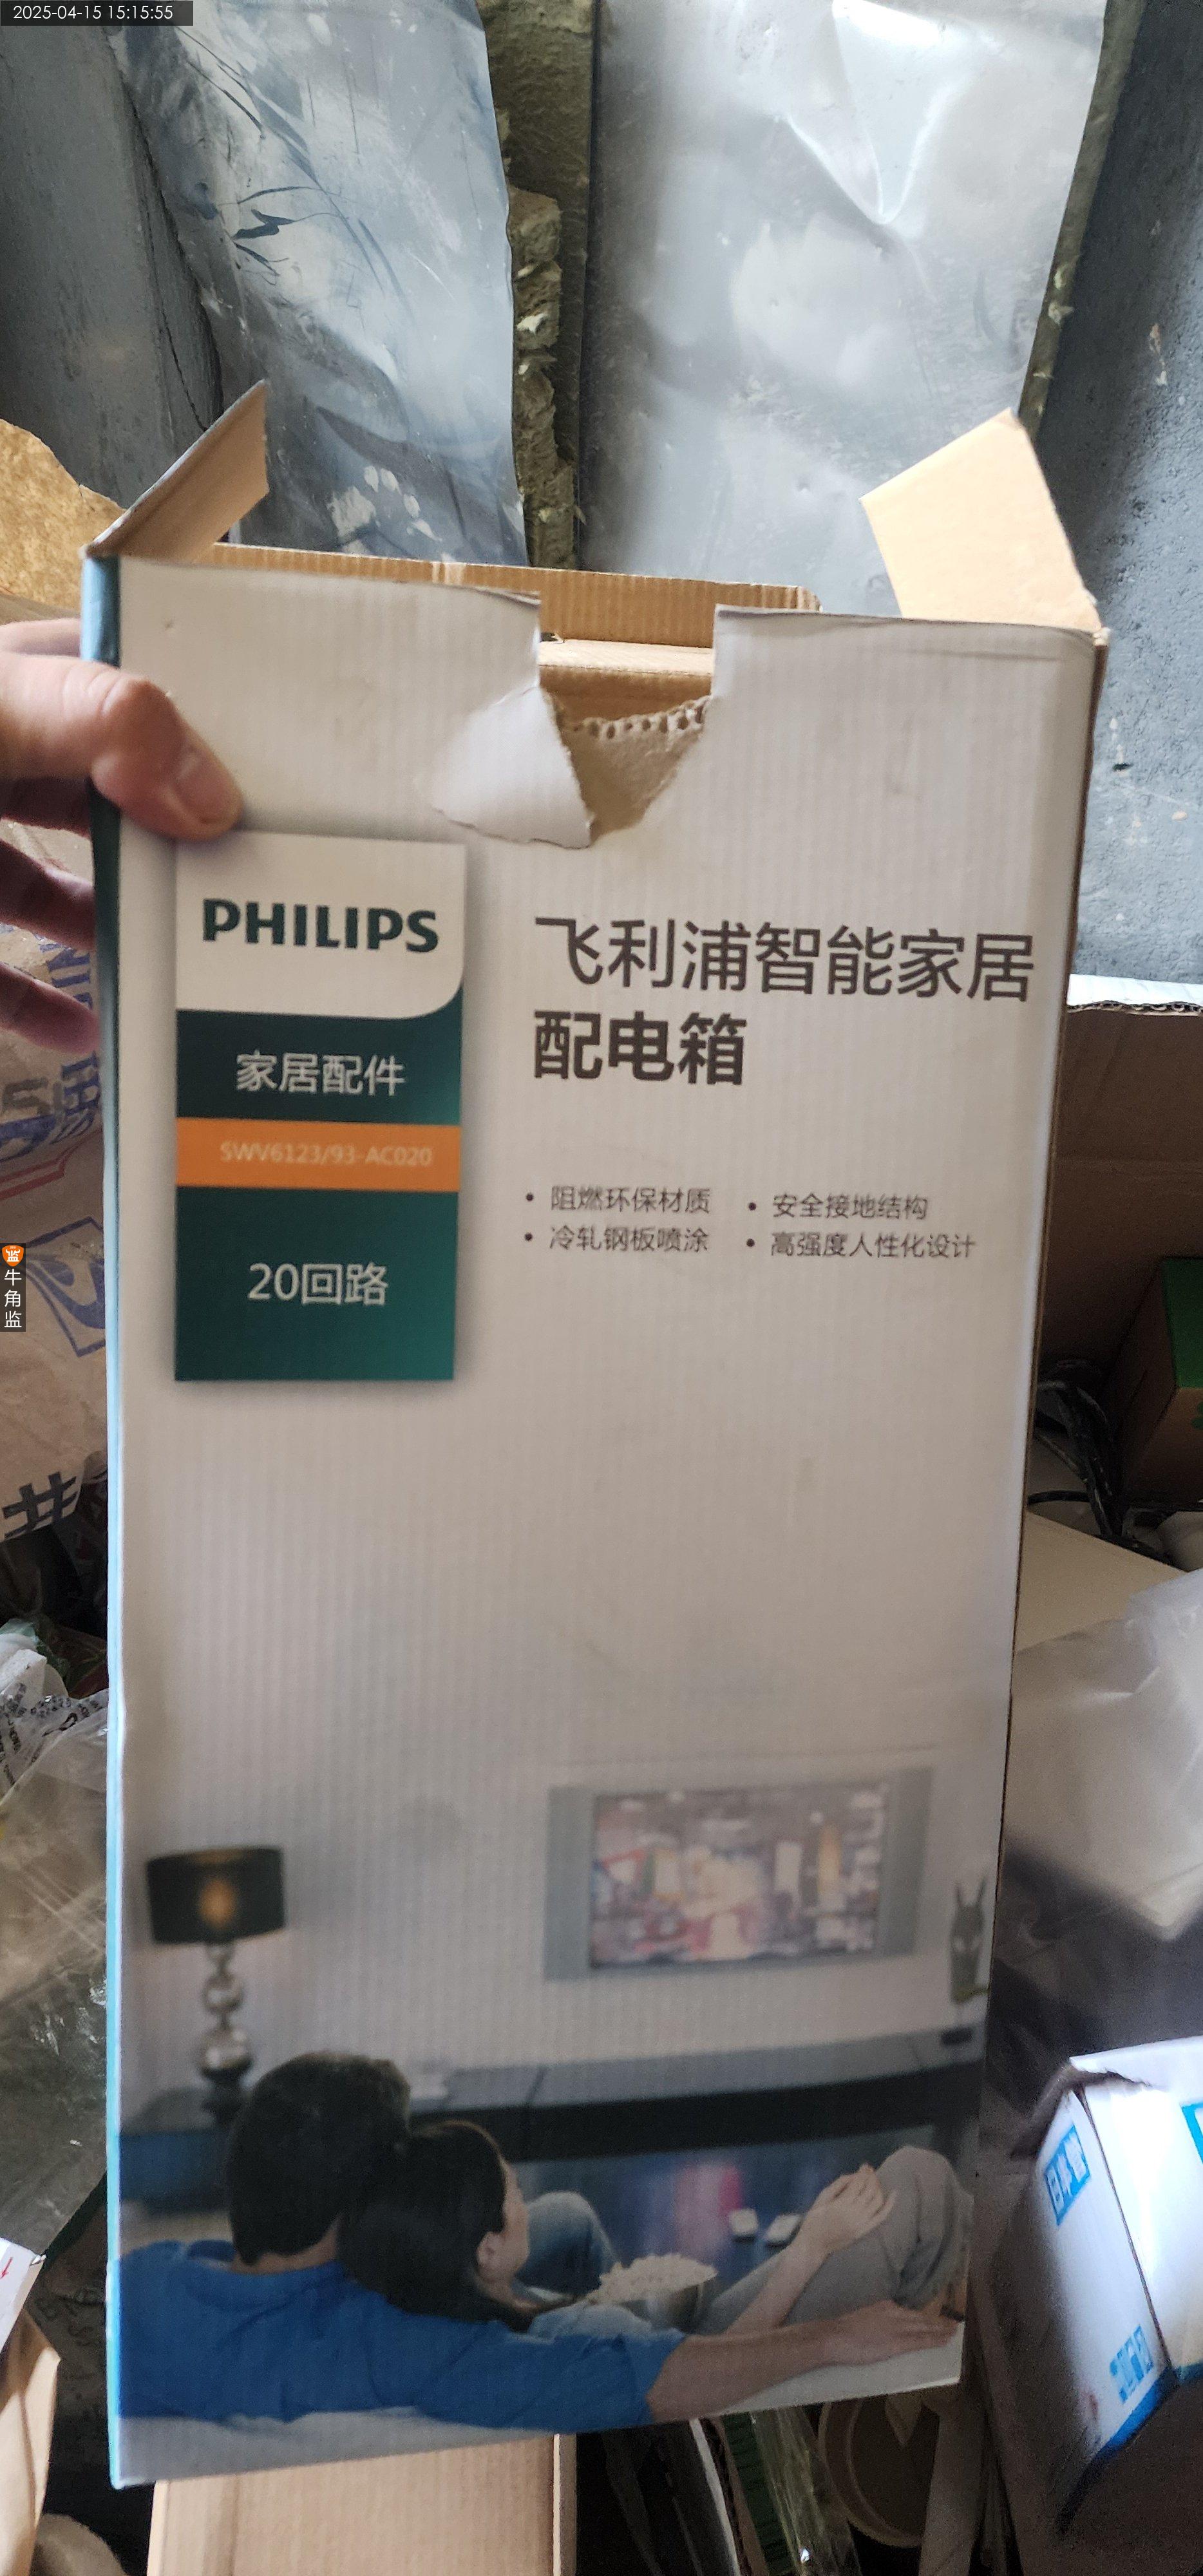 2025-04-15 15:15:55
PHILIPS
家居配件
SWV6123/93-AC020
20回路
飞利浦智能家居
配电箱
• 阻燃环保材质
• 安全接地结构
• 冷轧钢板喷涂
• 高强度人性化设计
监
牛角监